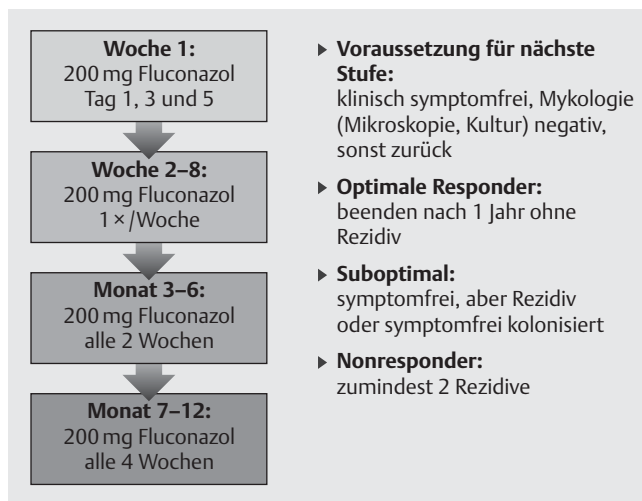 Woche 1:
200 mg Fluconazol
Tag 1, 3 und 5
Woche 2–8:
200 mg Fluconazol
1 × /Woche
Monat 3–6:
200 mg Fluconazol
alle 2 Wochen
Monat 7–12:
200 mg Fluconazol
alle 4 Wochen
▶ Voraussetzung für nächste
Stufe:
klinisch symptomfrei, Mykologie
(Mikroskopie, Kultur) negativ,
sonst zurück
▶ Optimale Responder:
beenden nach 1 Jahr ohne
Rezidiv
▶ Suboptimal:
symptomfrei, aber Rezidiv
oder symptomfrei kolonisiert
▶ Nonresponder:
zumindest 2 Rezidive